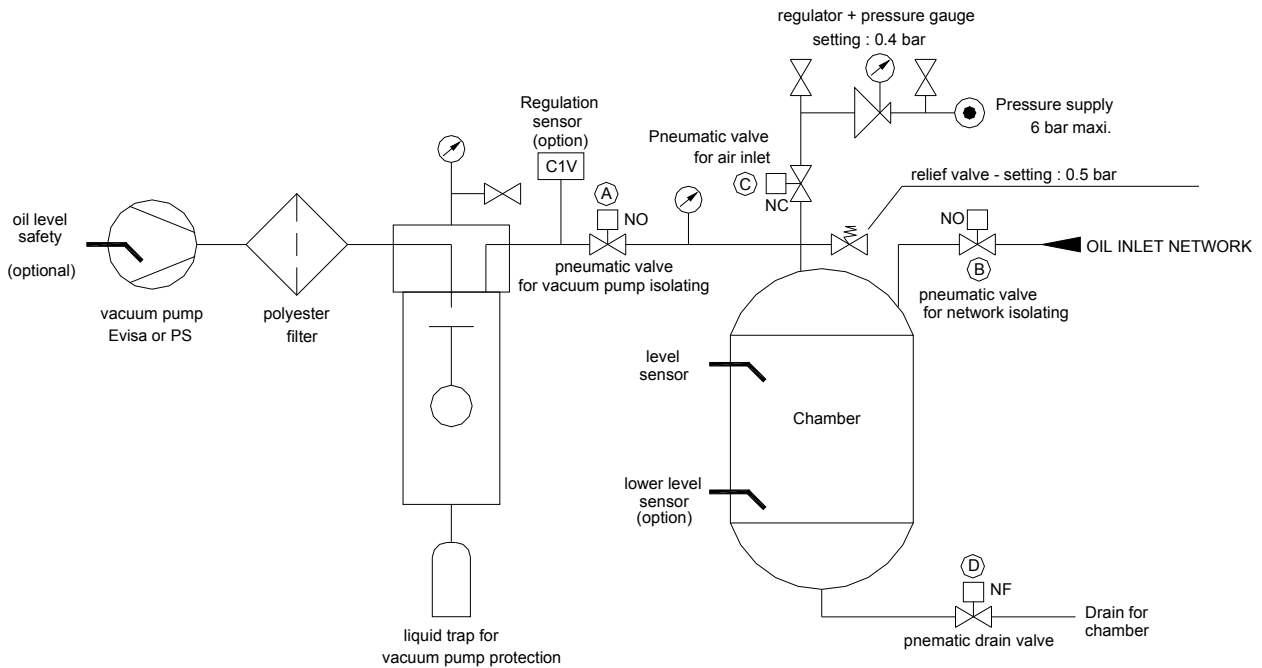 regulator + pressure gauge
setting : 0.4 bar
Regulation
sensor
(option)
C1V
Pressure supply
6 bar maxi.
Pneumatic valve
for air inlet
C
NC
relief valve - setting : 0.5 bar
A
NO
oil level
safety
(optional)
NO
OIL INLET NETWORK
B
pneumatic valve
for vacuum pump isolating
pneumatic valve
for network isolating
vacuum pump
Evisa or PS
polyester
filter
level
sensor
Chamber
lower level
sensor
(option)
D
NF
Drain for
chamber
pnematic drain valve
liquid trap for
vacuum pump protection